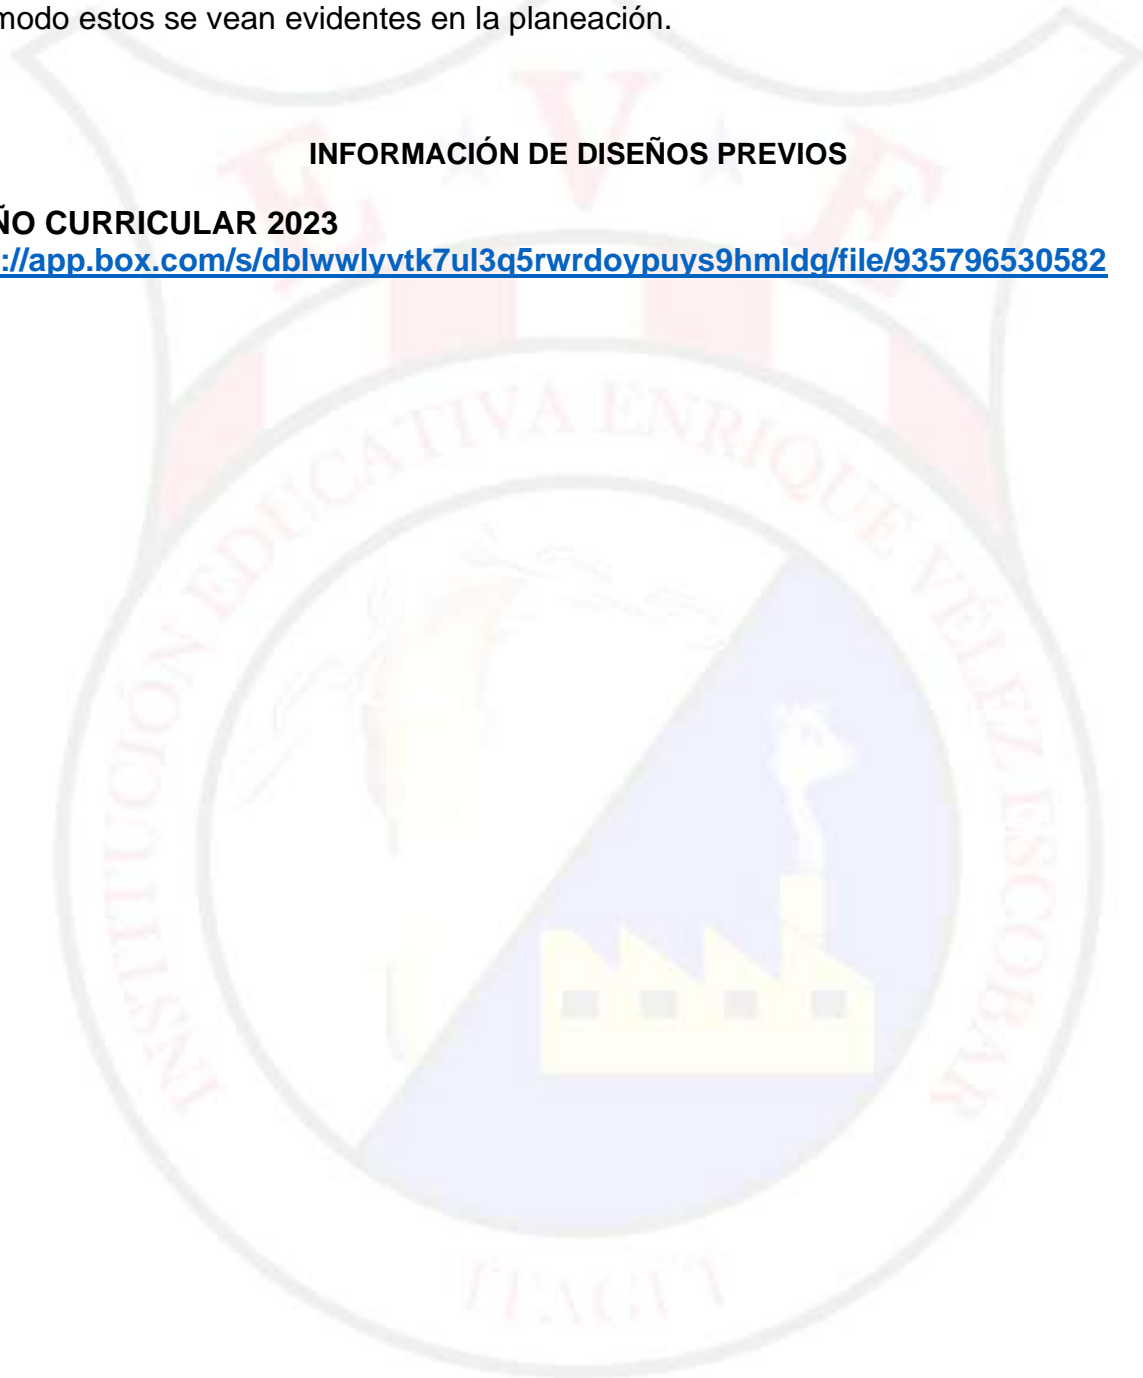 modo estos se vean evidentes en la planeación.
E V E
INFORMACIÓN DE DISEÑOS PREVIOS
ÑO CURRICULAR 2023
://app.box.com/s/dblwwlyvtk7ul3q5rwrdoypuys9hmldg/file/935796530582
INSTITUCIÓN EDUCATIVA ENRIQUE VÉLEZ ESCOBAR
ITAGÜÍ